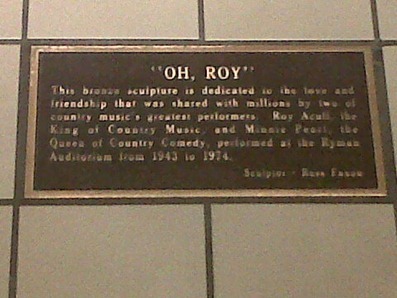 "OH, ROY"
This bronze sculpture is dedicated to the love and
friendship that was shared with millions by two of
country music's greatest performers. Roy Acuff, the
King of Country Music, and Minnie Pearl, the
Queen of Country Comedy, performed at the Ryman
Auditorium from 1943 to 1974.
Sculptor - Russ Faxon